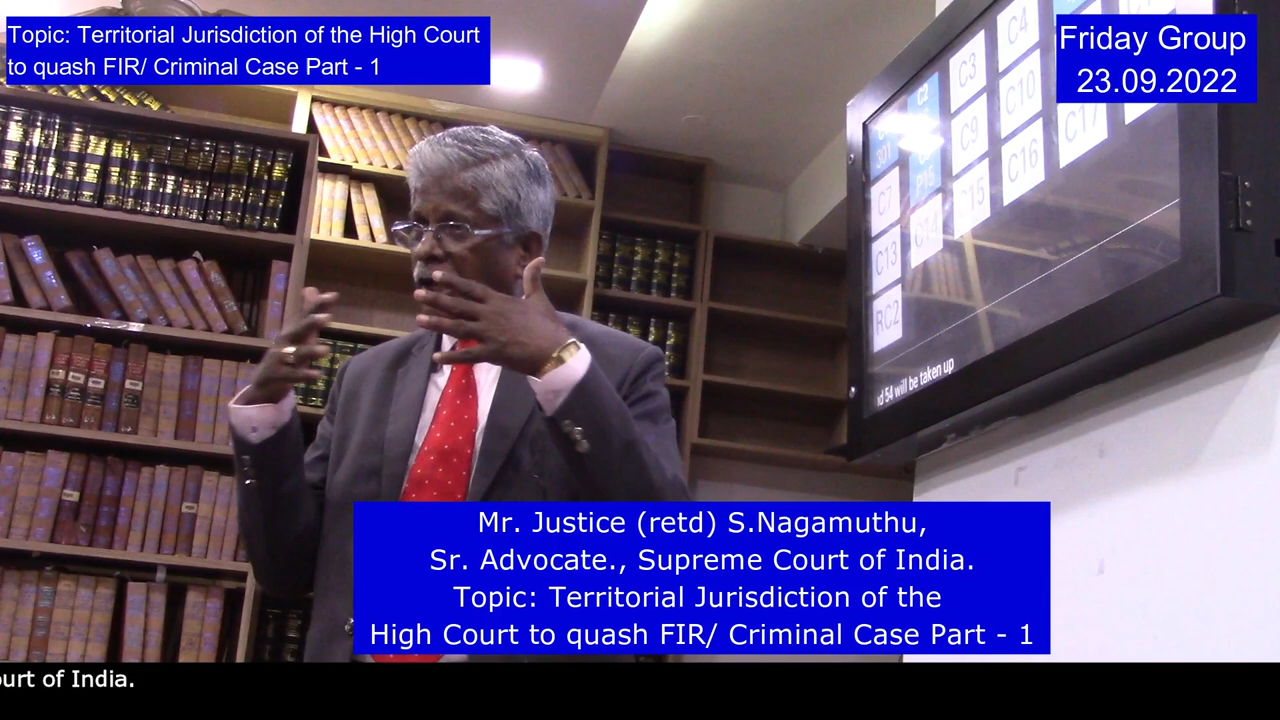 Topic: Territorial Jurisdiction of the High Court
to quash FIR/ Criminal Case Part - 1
Friday Group
23.09.2022
C2
C3
C4
C9
C10
P15
C7
C14
C15
C16
C17
C13
RC2
54 will be taken up
Mr. Justice (retd) S.Nagamuthu,
Sr. Advocate., Supreme Court of India.
Topic: Territorial Jurisdiction of the
High Court to quash FIR/ Criminal Case Part - 1
of India.